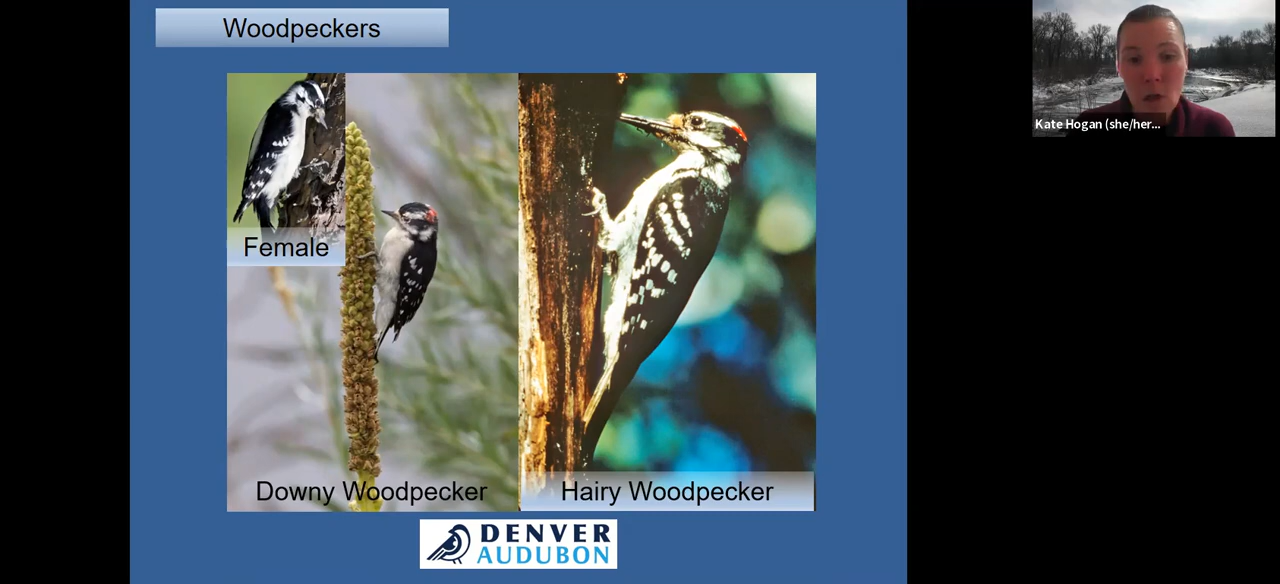 Woodpeckers
Female
Downy Woodpecker
Hairy Woodpecker
DENVER
AUDUBON
Kate Hogan (she/her...